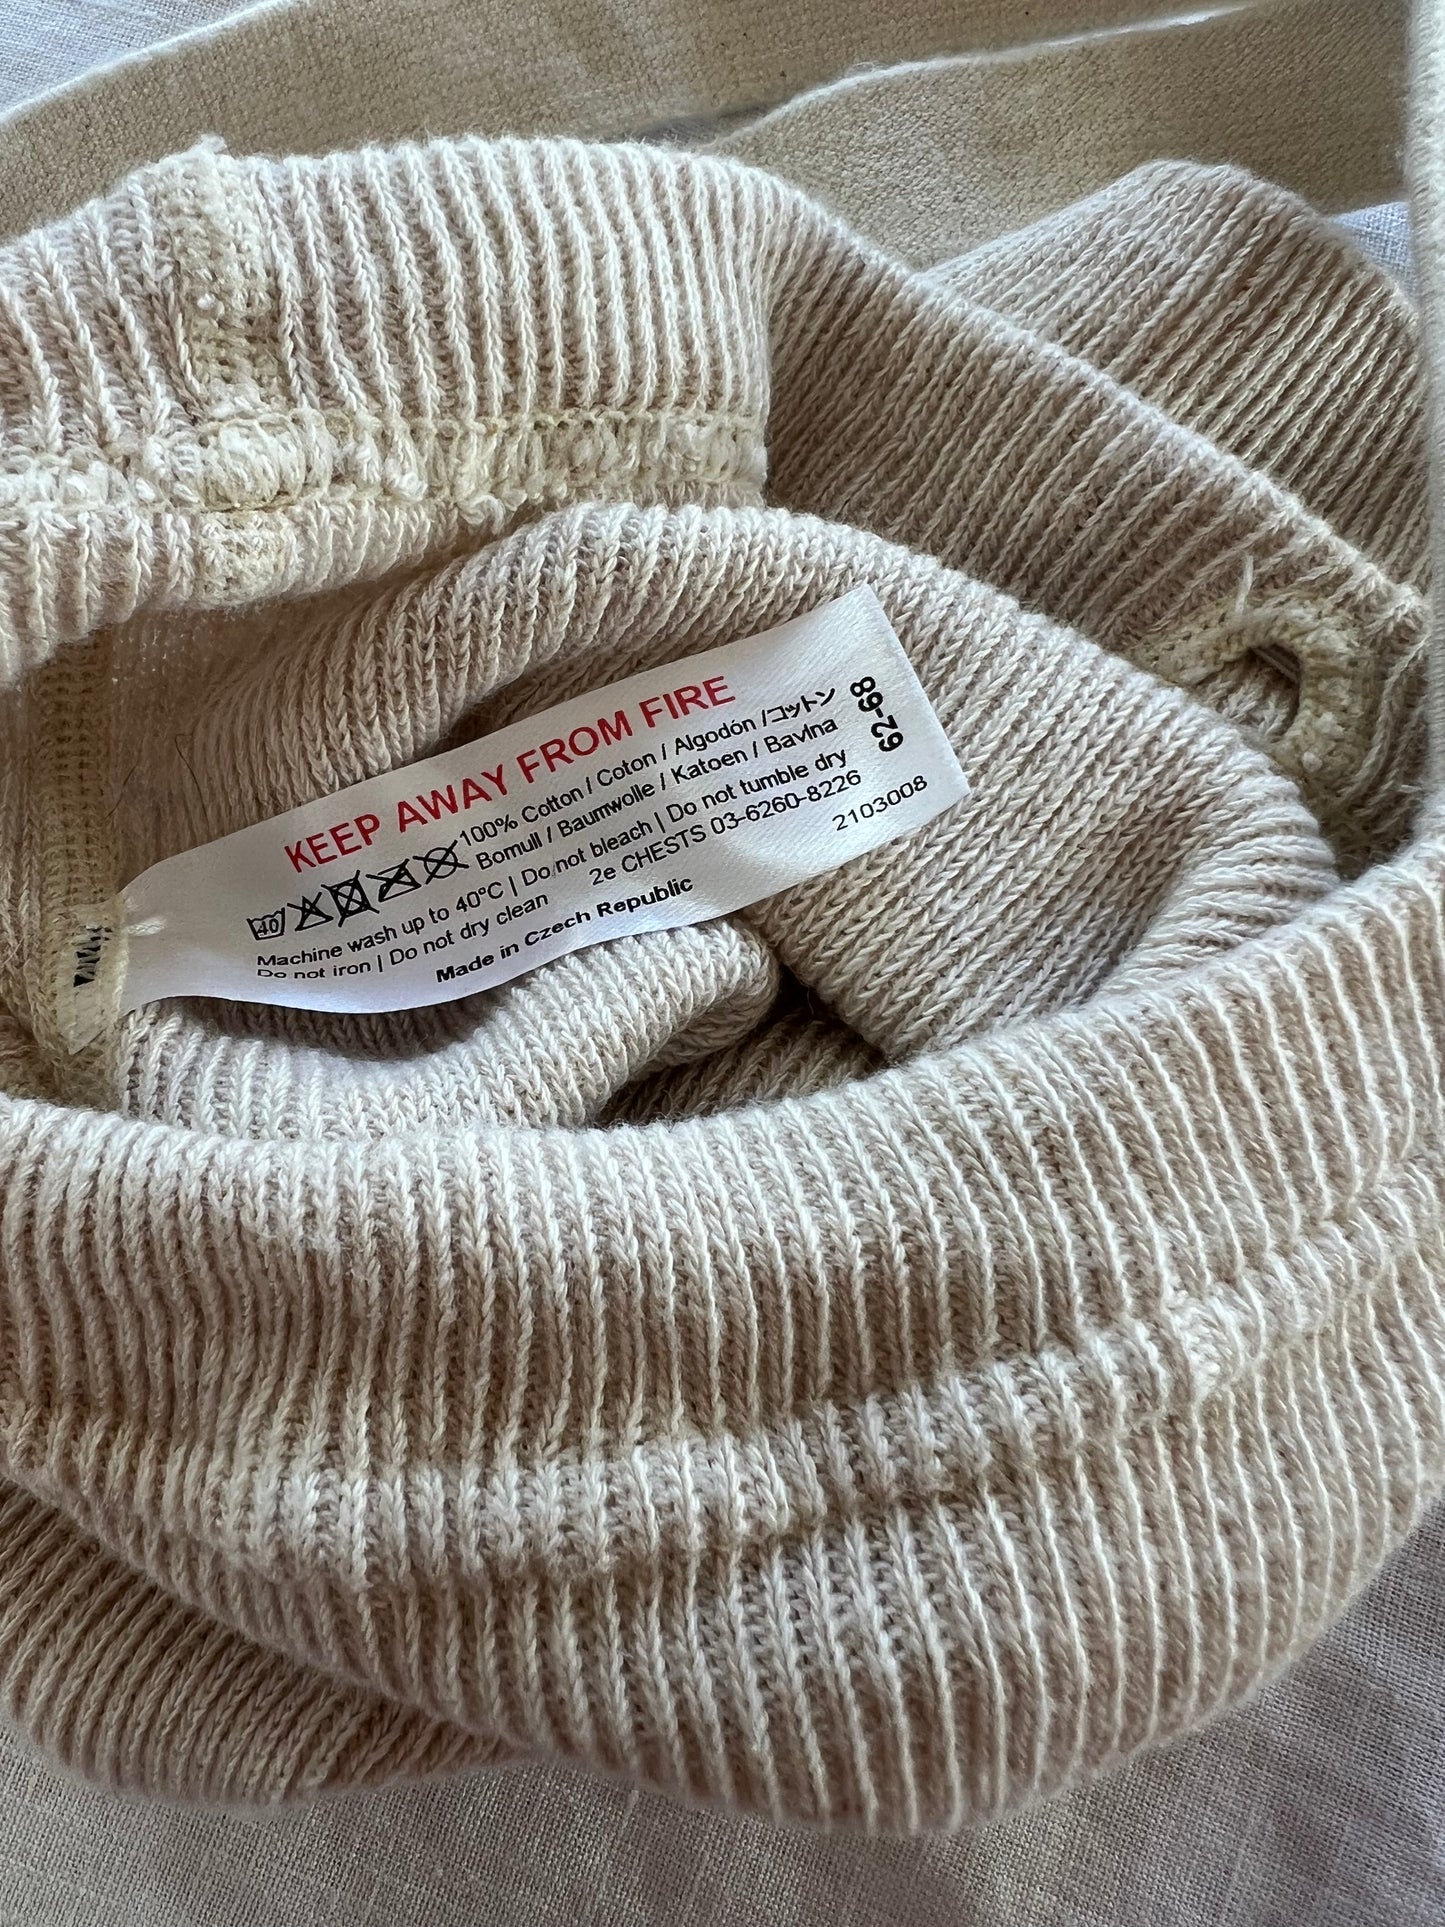 KEEP AWAY FROM FIRE
100% Cotton / Coton / Algodón /コットン
Bomull / Baumwolle / Katoen / Bavlna
Machine wash up to 40°C | Do not bleach | Do not tumble dry
Do not iron | Do not dry clean 2e CHESTS 03-6260-8226
Made in Czech Republic 2103008
62-68
40